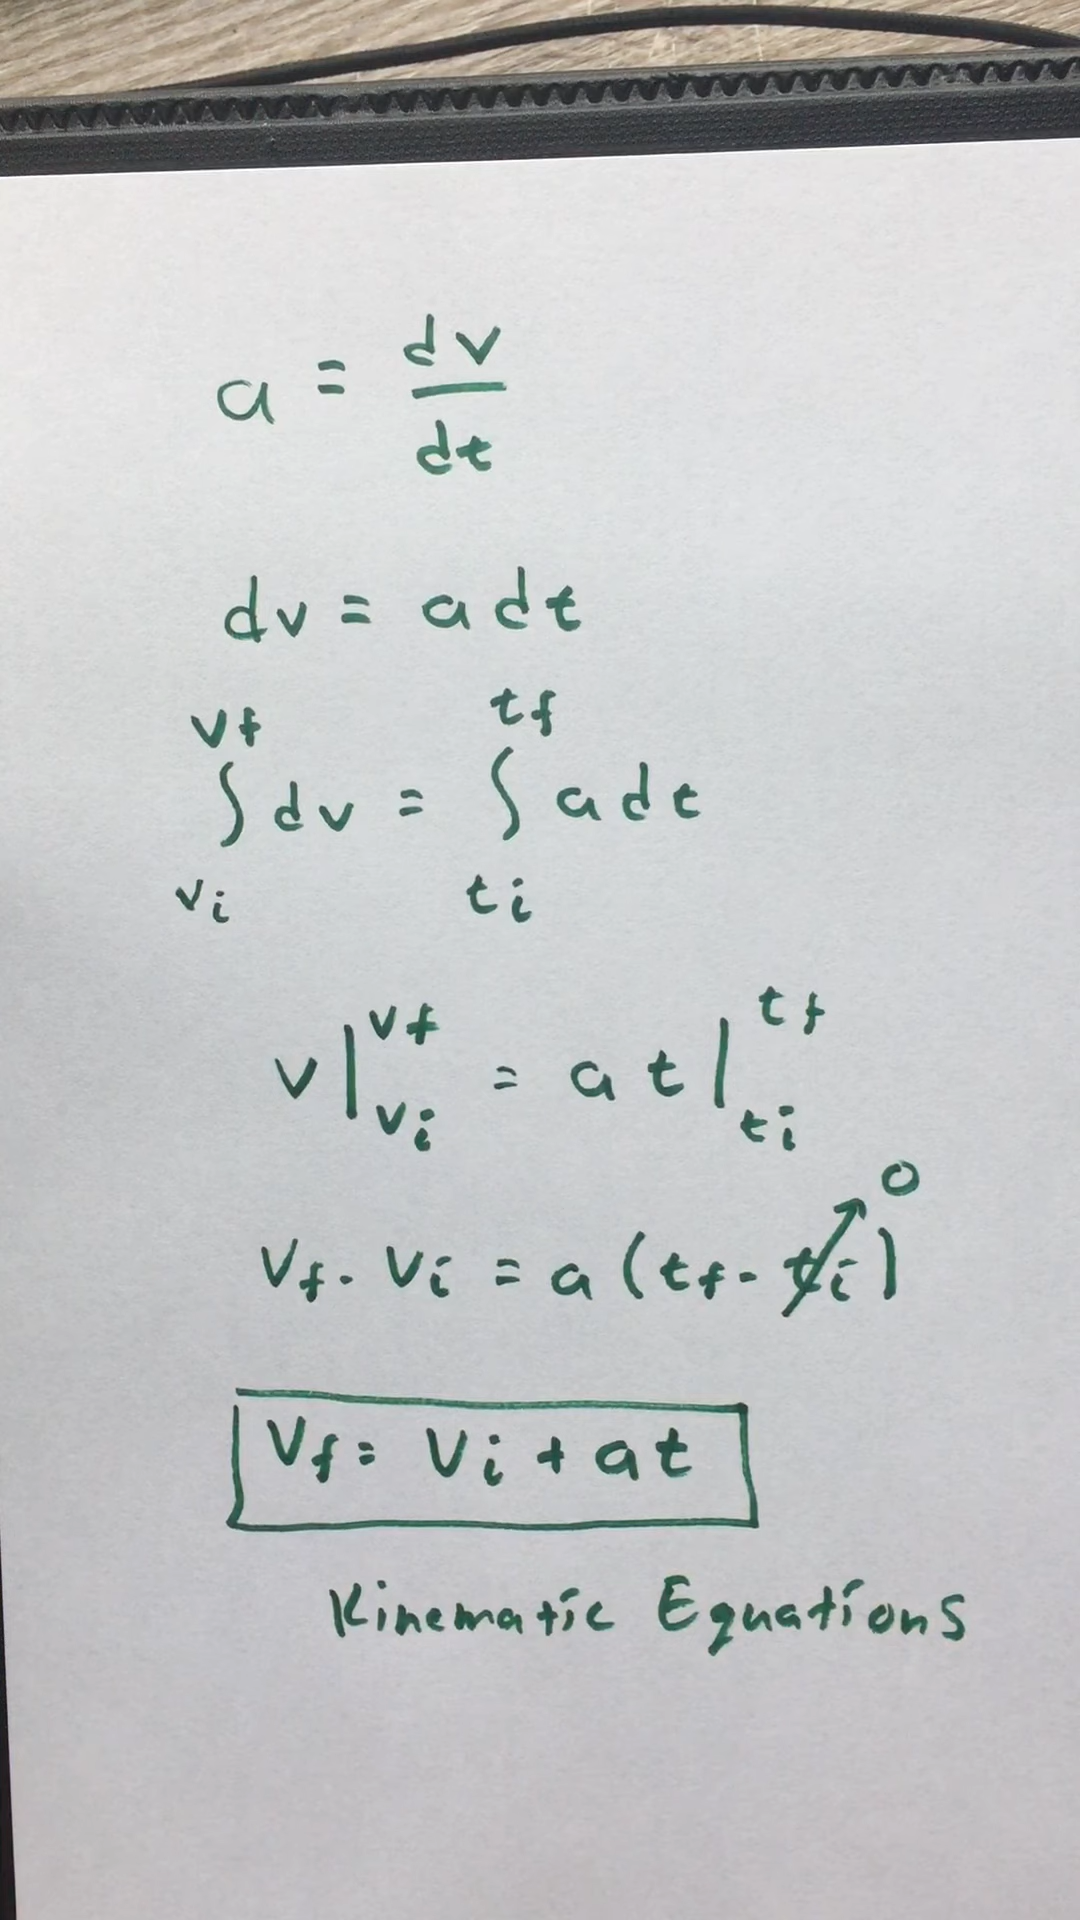 a = dv/dt
dv = a dt
∫_{vi}^{vf} dv = ∫_{ti}^{tf} a dt
v|_{vi}^{vf} = at|_{ti}^{tf}
Vf - Vi = a(tf - ti) 0
Vf = Vi + at
Kinematic Equations